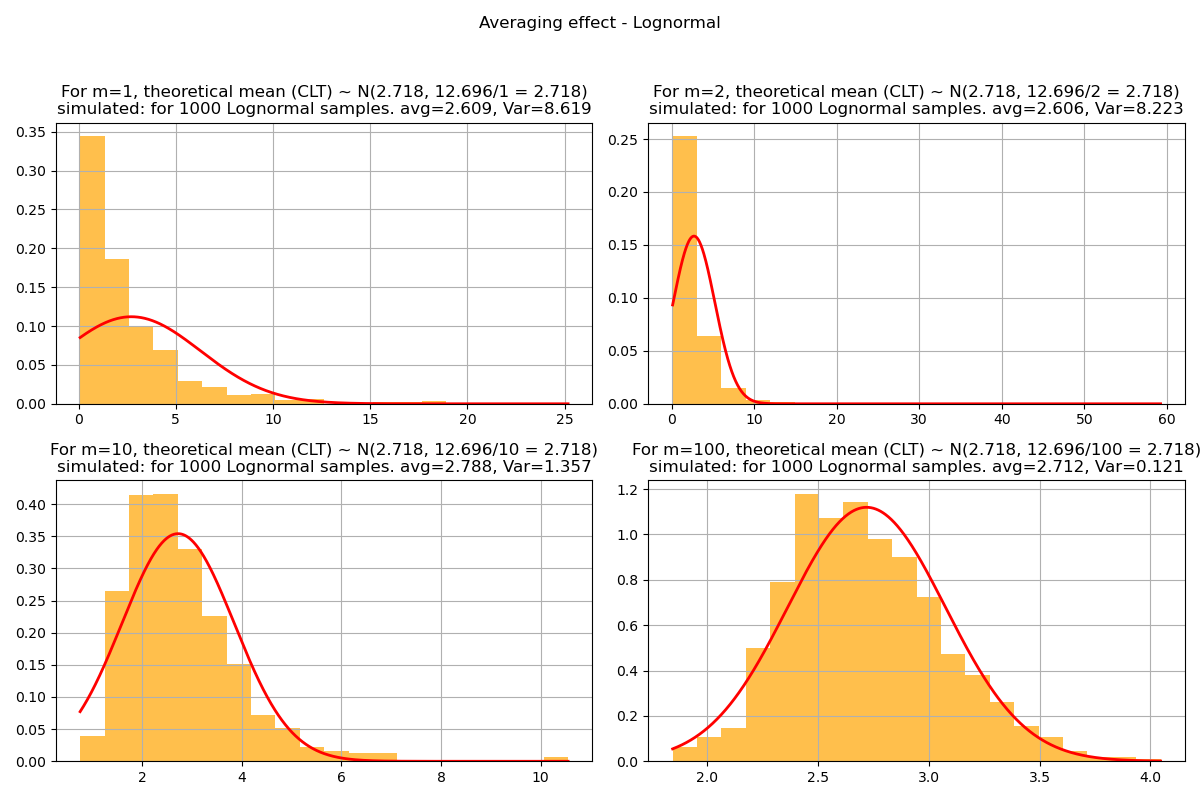 Averaging effect - Lognormal
For m=1, theoretical mean (CLT) ~ N(2.718, 12.696/1 = 2.718)
simulated: for 1000 Lognormal samples. avg=2.609, Var=8.619
0.35
0.30
0.25
0.20
0.15
0.10
0.05
0.00
0 5 10 15 20 25
For m=2, theoretical mean (CLT) ~ N(2.718, 12.696/2 = 2.718)
simulated: for 1000 Lognormal samples. avg=2.606, Var=8.223
0.25
0.20
0.15
0.10
0.05
0.00
0 10 20 30 40 50 60
For m=10, theoretical mean (CLT) ~ N(2.718, 12.696/10 = 2.718)
simulated: for 1000 Lognormal samples. avg=2.788, Var=1.357
0.40
0.35
0.30
0.25
0.20
0.15
0.10
0.05
0.00
2 4 6 8 10
For m=100, theoretical mean (CLT) ~ N(2.718, 12.696/100 = 2.718)
simulated: for 1000 Lognormal samples. avg=2.712, Var=0.121
1.2
1.0
0.8
0.6
0.4
0.2
0.0
2.0 2.5 3.0 3.5 4.0